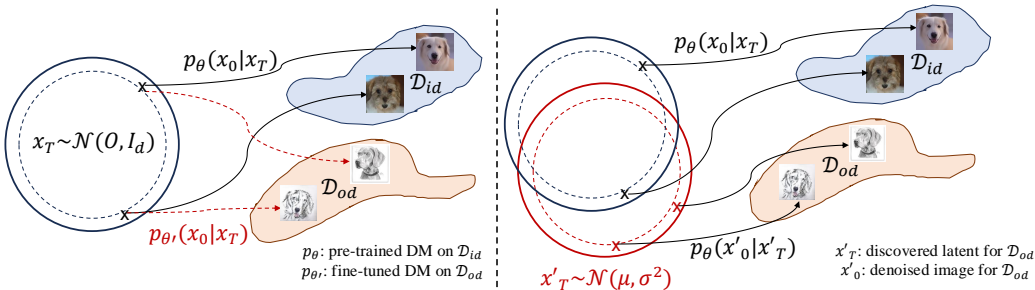 p_θ(x_0|x_T)
𝒟_id
x_T~𝒩(O, I_d)
𝒟_od
p_θ′(x_0|x_T)
p_θ: pre-trained DM on 𝒟_id
p_θ′: fine-tuned DM on 𝒟_od
p_θ(x_0|x_T)
𝒟_id
𝒟_od
p_θ(x′_0|x′_T)
x′_T~𝒩(μ, σ²)
x′_T: discovered latent for 𝒟_od
x′_0: denoised image for 𝒟_od